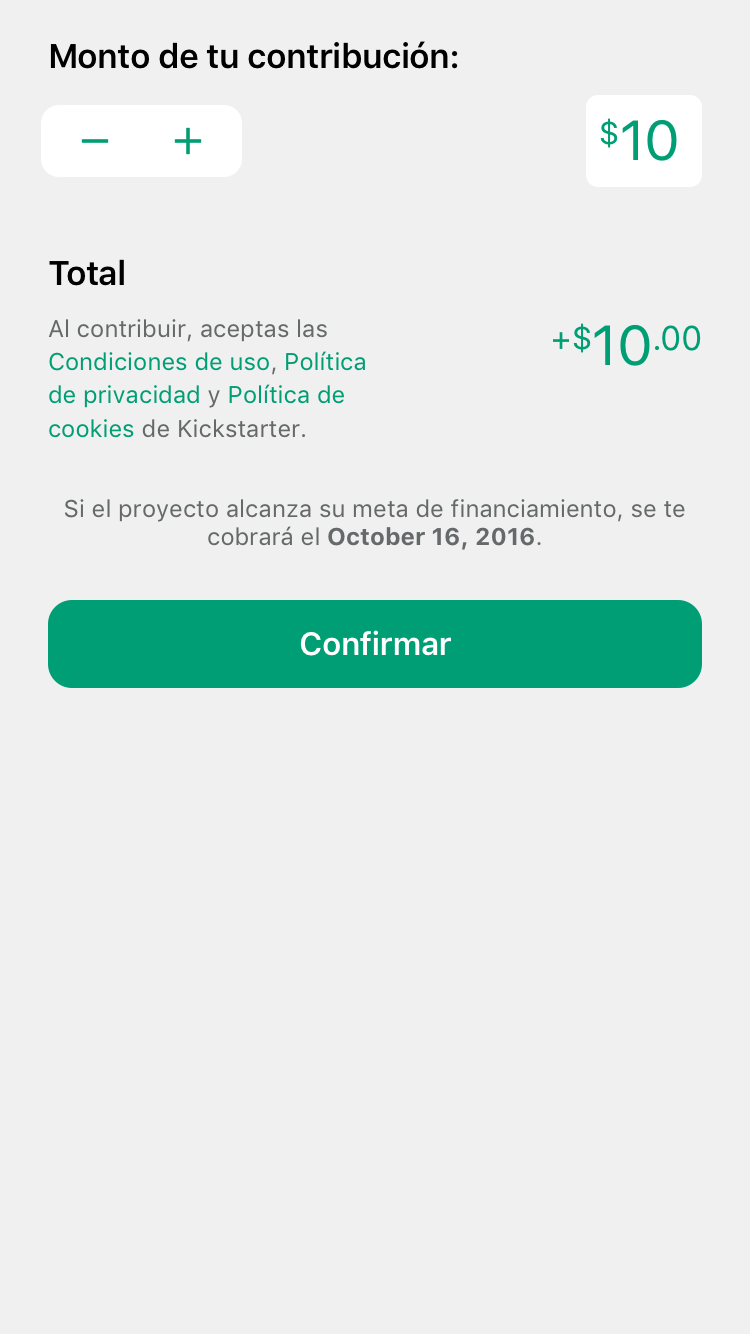 Monto de tu contribución:
− +
$10
Total
Al contribuir, aceptas las
Condiciones de uso, Política
de privacidad y Política de
cookies de Kickstarter.
+$10.00
Si el proyecto alcanza su meta de financiamiento, se te
cobrará el October 16, 2016.
Confirmar